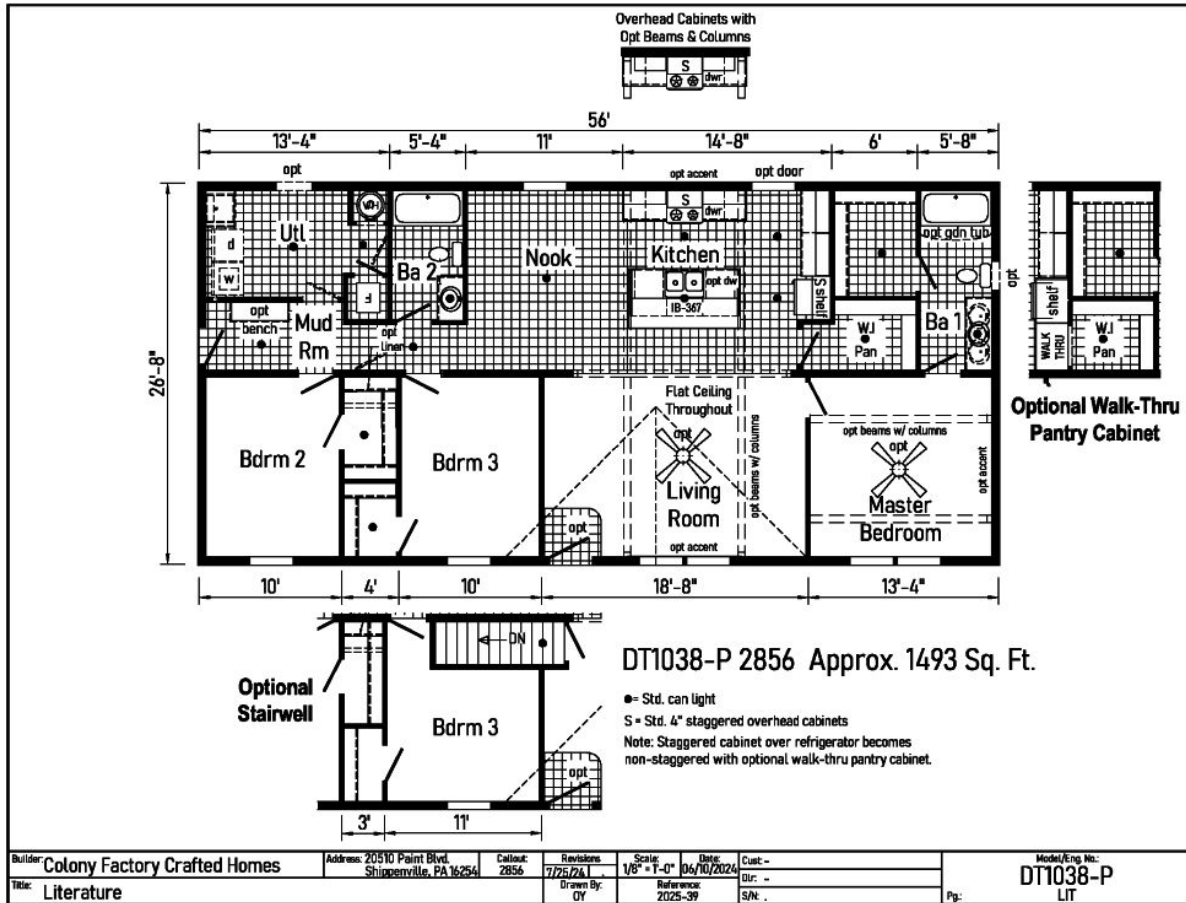 Overhead Cabinets with
Opt Beams & Columns
S
dwr
56'
13'-4"
5'-4"
11'
14'-8"
6'
5'-8"
opt
opt accent
opt door
26'-8"
Utl
W/H
d
W
F
Ba 2
Nook
S
dwr
Kitchen
opt dw
IB-367
S shelf
opt gdn tub
opt
Ba 1
W.I
Pan
opt
bench
Mud
Rm
opt
liner
shelf
WALK
THRU
W.I
Pan
Optional Walk-Thru
Pantry Cabinet
Bdrm 2
Bdrm 3
Flat Ceiling
Throughout
opt
Living
Room
opt beams w/ columns
opt accent
opt
opt beams w/ columns
opt
Master
Bedroom
opt accent
10'
4'
10'
18'-8"
13'-4"
Optional
Stairwell
DN
Bdrm 3
opt
3'
11'
DT1038-P 2856 Approx. 1493 Sq. Ft.
●= Std. can light
S = Std. 4" staggered overhead cabinets
Note: Staggered cabinet over refrigerator becomes
non-staggered with optional walk-thru pantry cabinet.
Builder: Colony Factory Crafted Homes
Address: 20510 Paint Blvd.
Shippenville, PA 16254
Callout:
2856
Revisions
7/25/24
Scale:
1/8" = 1'-0"
Date:
06/10/2024
Cust: -
Dlr: -
S/N: .
Model/Eng. No.:
DT1038-P
Title: Literature
Drawn By:
OY
Reference:
2025-39
Pg.:
LIT